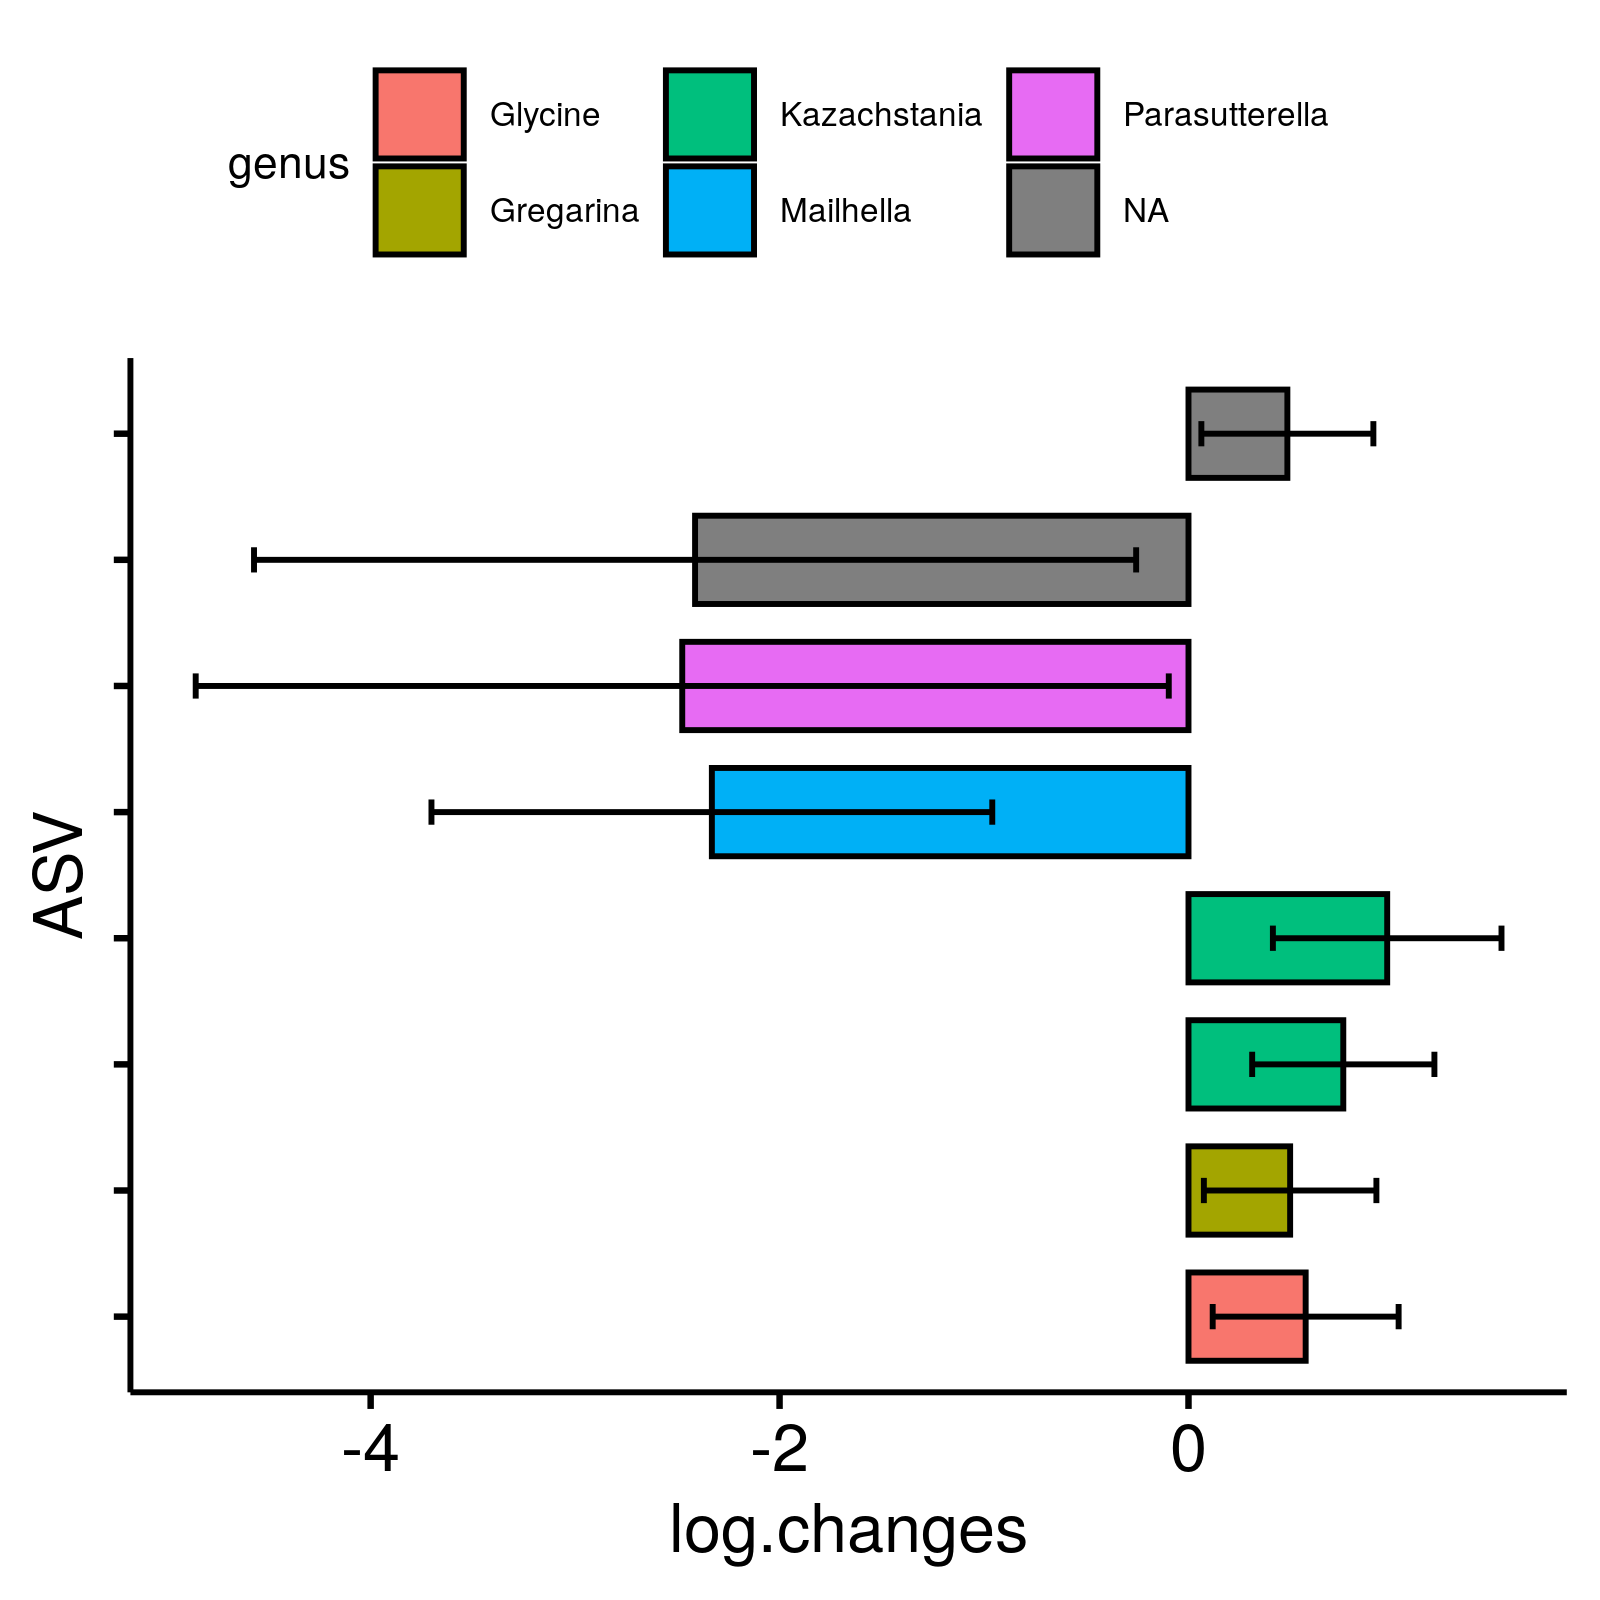 genus
Glycine
Kazachstania
Parasutterella
Gregarina
Mailhella
NA
ASV
-4
-2
0
log.changes